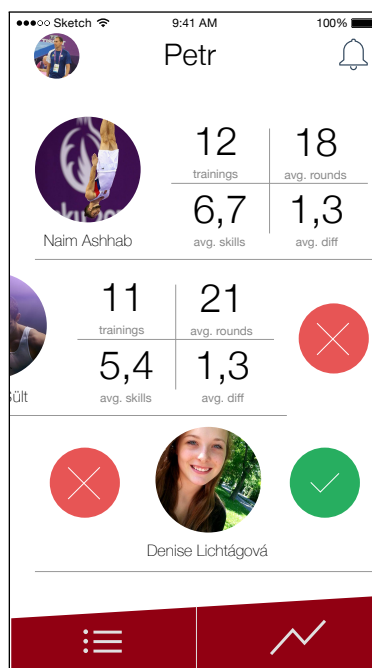 ●●●○○ Sketch 9:41 AM 100%
Petr
12 18
trainings avg. rounds
6,7 1,3
avg. skills avg. diff
Naim Ashhab
11 21
trainings avg. rounds
5,4 1,3
avg. skills avg. diff
Sült
Denise Lichtágová